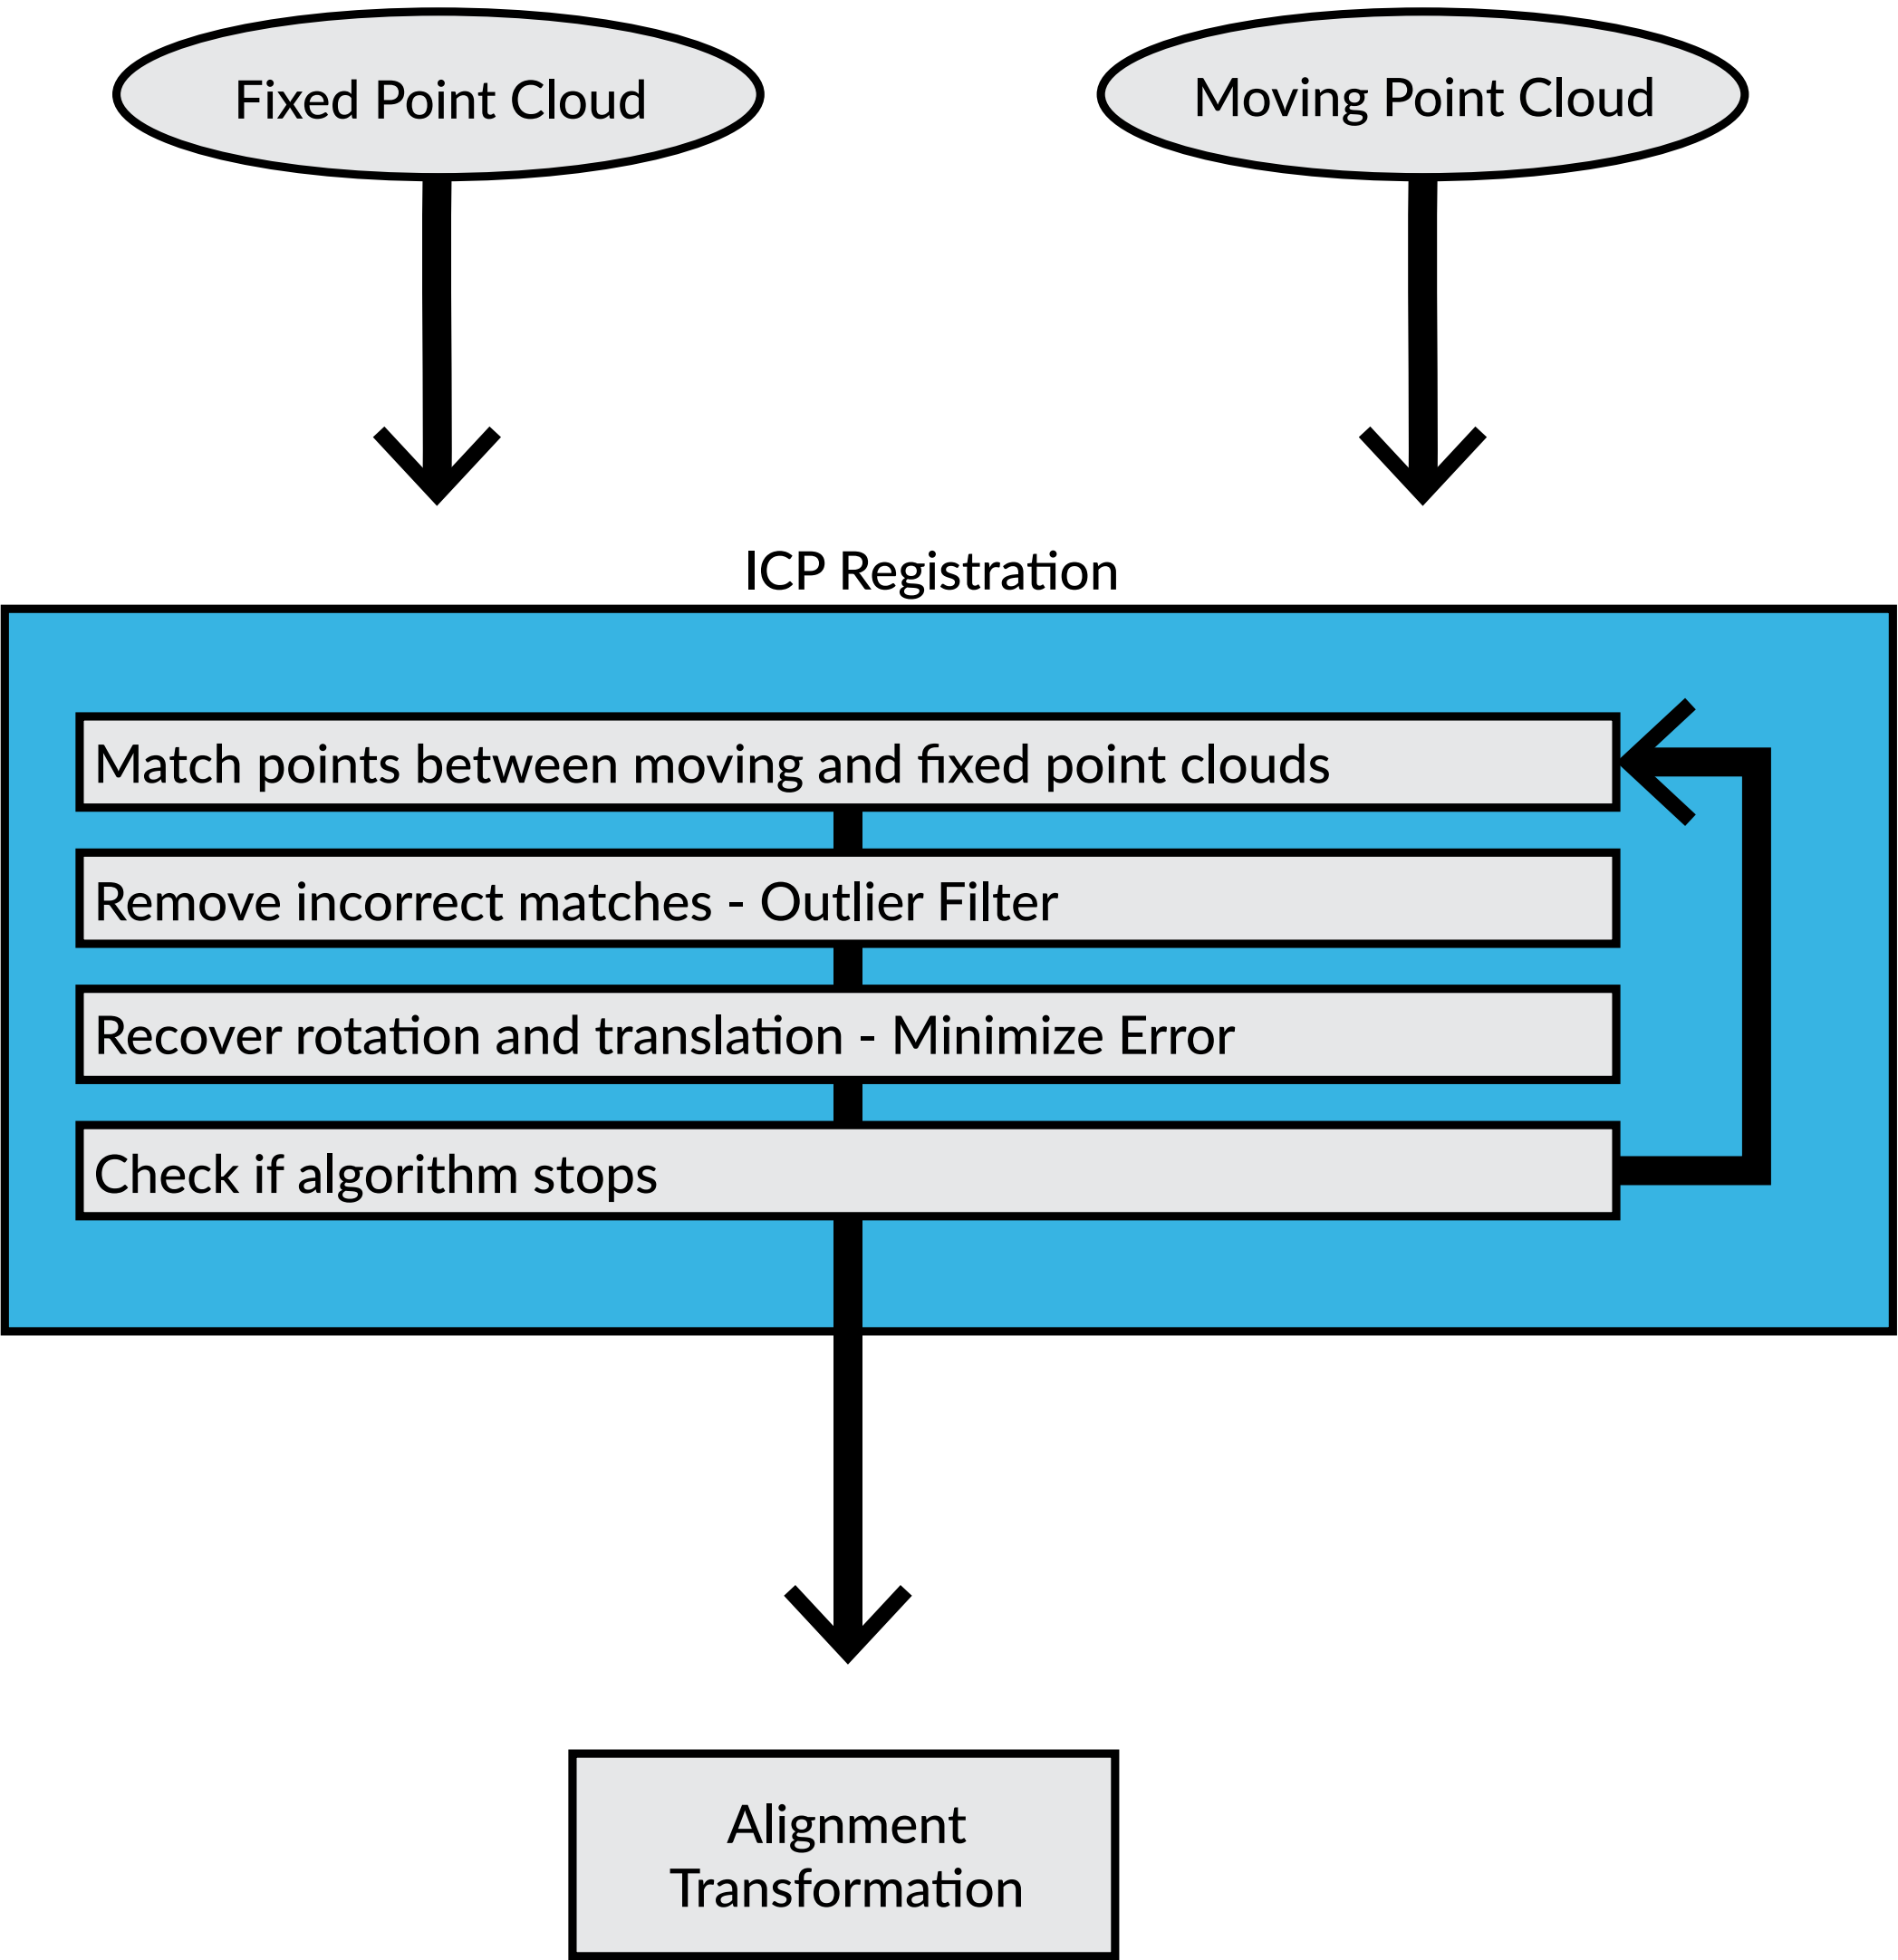 Fixed Point Cloud
Moving Point Cloud
ICP Registration
Match points between moving and fixed point clouds
Remove incorrect matches - Outlier Filter
Recover rotation and translation - Minimize Error
Check if algorithm stops
Alignment
Transformation